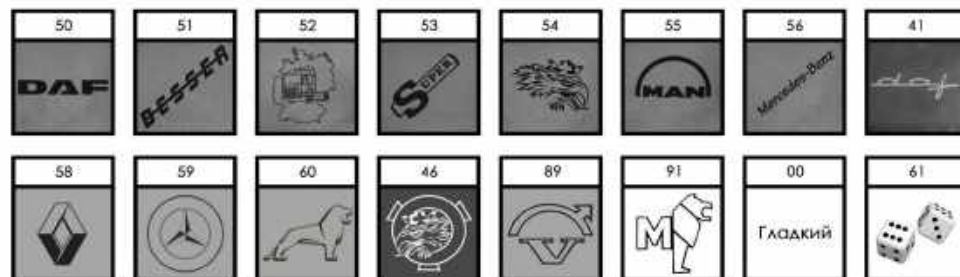 50 51 52 53 54 55 56 41
DAF BESSER SUPER MAN Mercedes-Benz daf
58 59 60 46 89 91 00 61
V M Гладкий